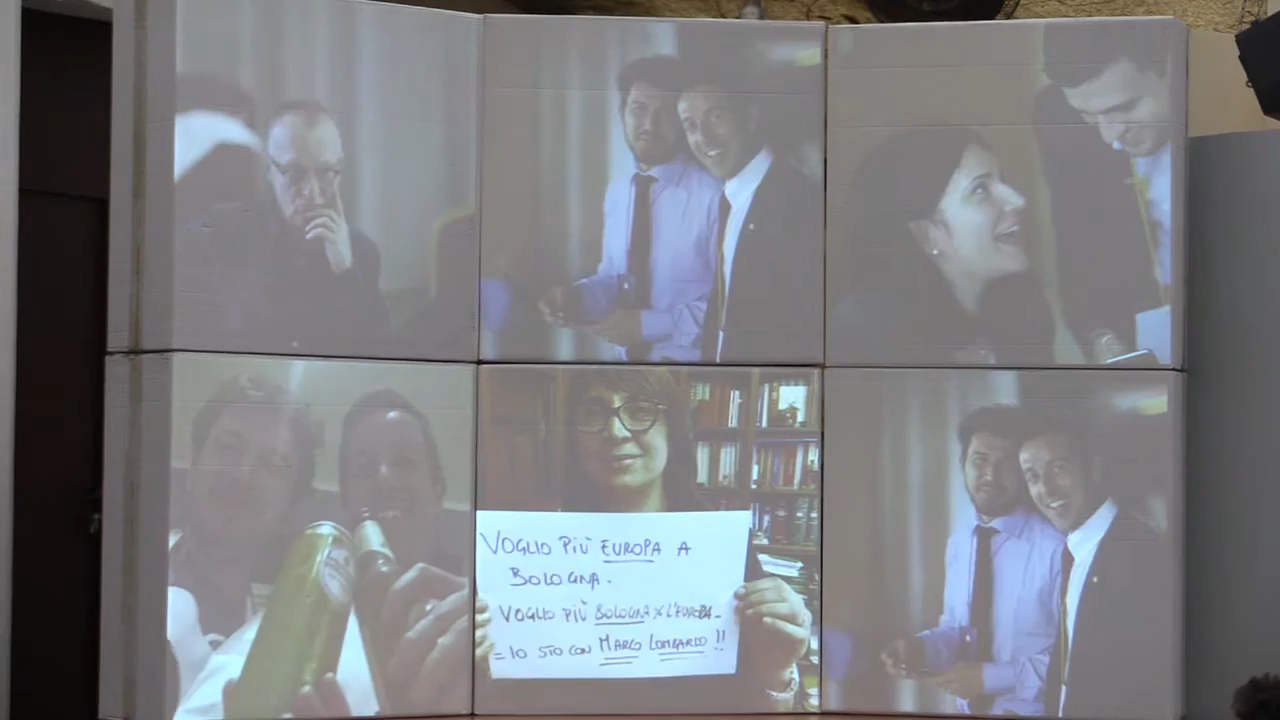 VOGLIO PIÙ EUROPA A
BOLOGNA.
VOGLIO PIÙ BOLOGNA X L'EUROPA
= IO STO CON MARCO LOMBARDO !!